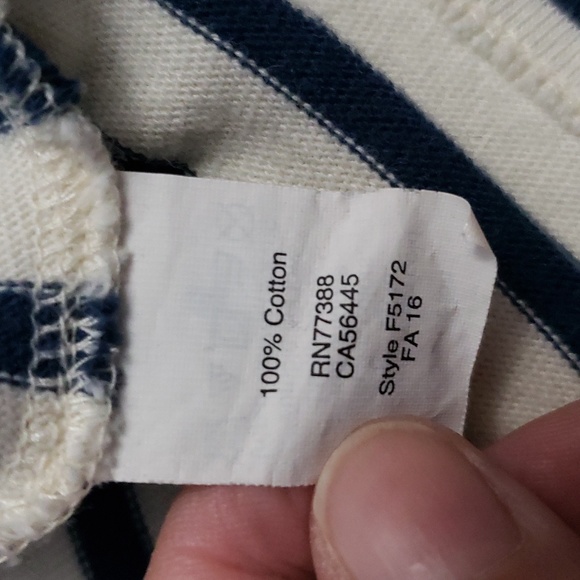 100% Cotton
RN77388
CA56445
Style F5172
FA 16